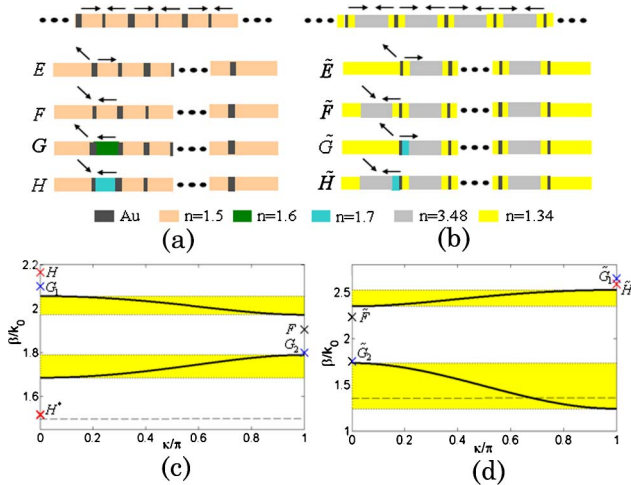 E
F
G
H
Ẽ
F̃
G̃
H̃
Au n=1.5 n=1.6 n=1.7 n=3.48 n=1.34
(a) (b)
2.2
2
1.8
1.6
β/k₀
H
G₁
F
G₂
H*
0 0.2 0.4 0.6 0.8 1
κ/π
(c)
2.5
2
1.5
1
β/k₀
G̃₁
H̃
F̃
G̃₂
0 0.2 0.4 0.6 0.8 1
κ/π
(d)